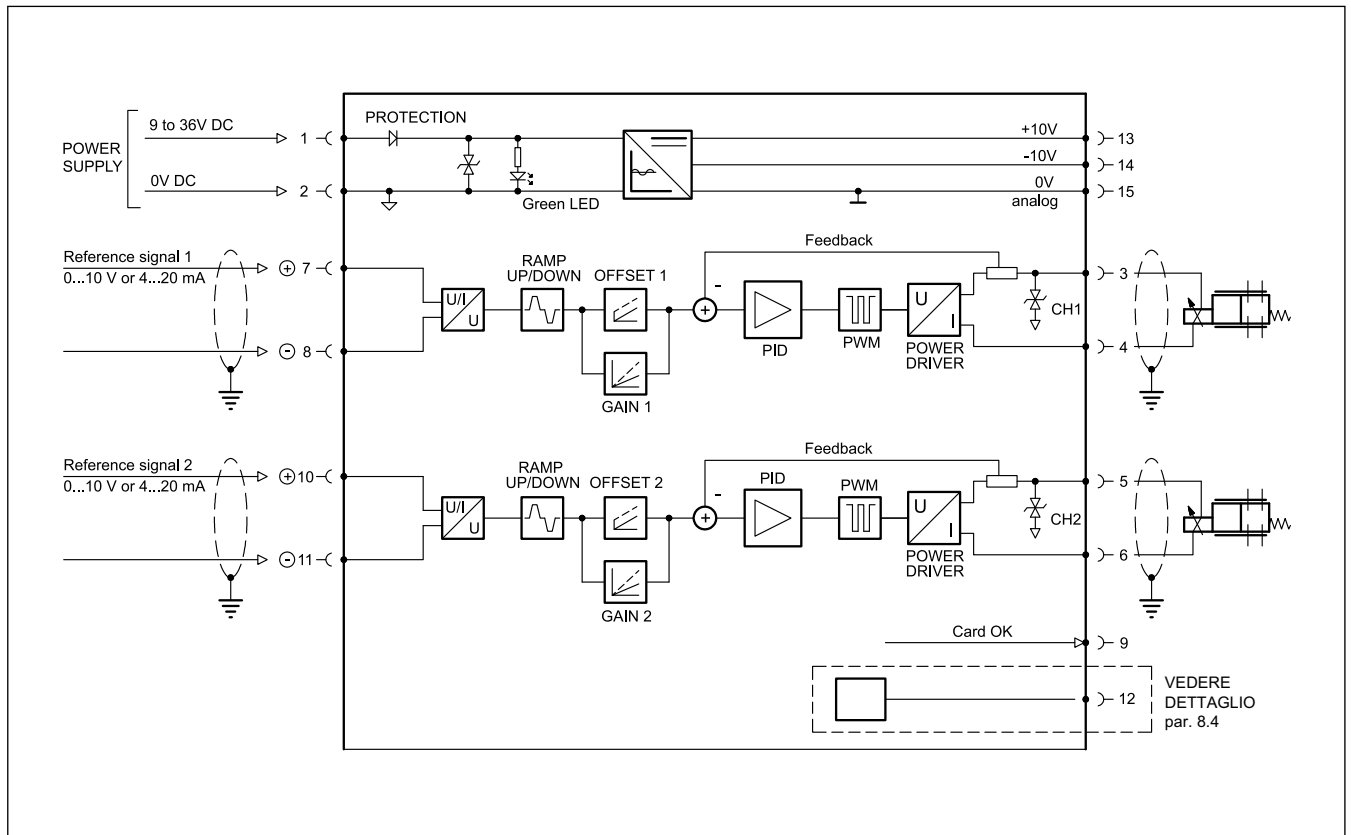 POWER
SUPPLY
9 to 36V DC
1
0V DC
2
PROTECTION
Green LED
+10V
13
-10V
14
0V
analog
15
Reference signal 1
0...10 V or 4...20 mA
+ 7
- 8
U/I
U
RAMP
UP/DOWN
OFFSET 1
GAIN 1
Feedback
-
+
PID
PWM
U
I
POWER
DRIVER
CH1
3
4
Reference signal 2
0...10 V or 4...20 mA
+ 10
- 11
U/I
U
RAMP
UP/DOWN
OFFSET 2
GAIN 2
Feedback
-
+
PID
PWM
U
I
POWER
DRIVER
CH2
5
6
Card OK
9
12
VEDERE
DETTAGLIO
par. 8.4